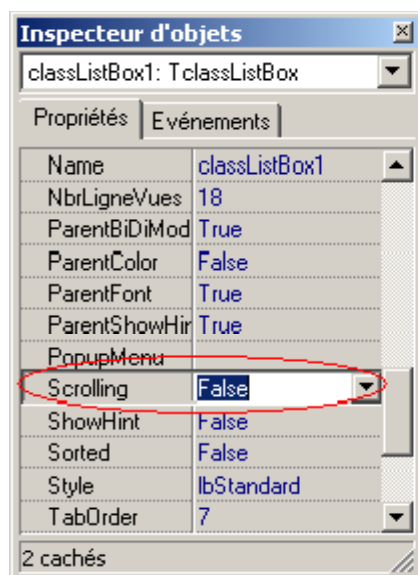 Inspecteur d'objets
classListBox1: TclassListBox
Propriétés Evénements
Name classListBox1
NbrLigneVues 18
ParentBiDiMod True
ParentColor False
ParentFont True
ParentShowHin True
PopupMenu
Scrolling False
ShowHint False
Sorted False
Style lbStandard
TabOrder 7
2 cachés